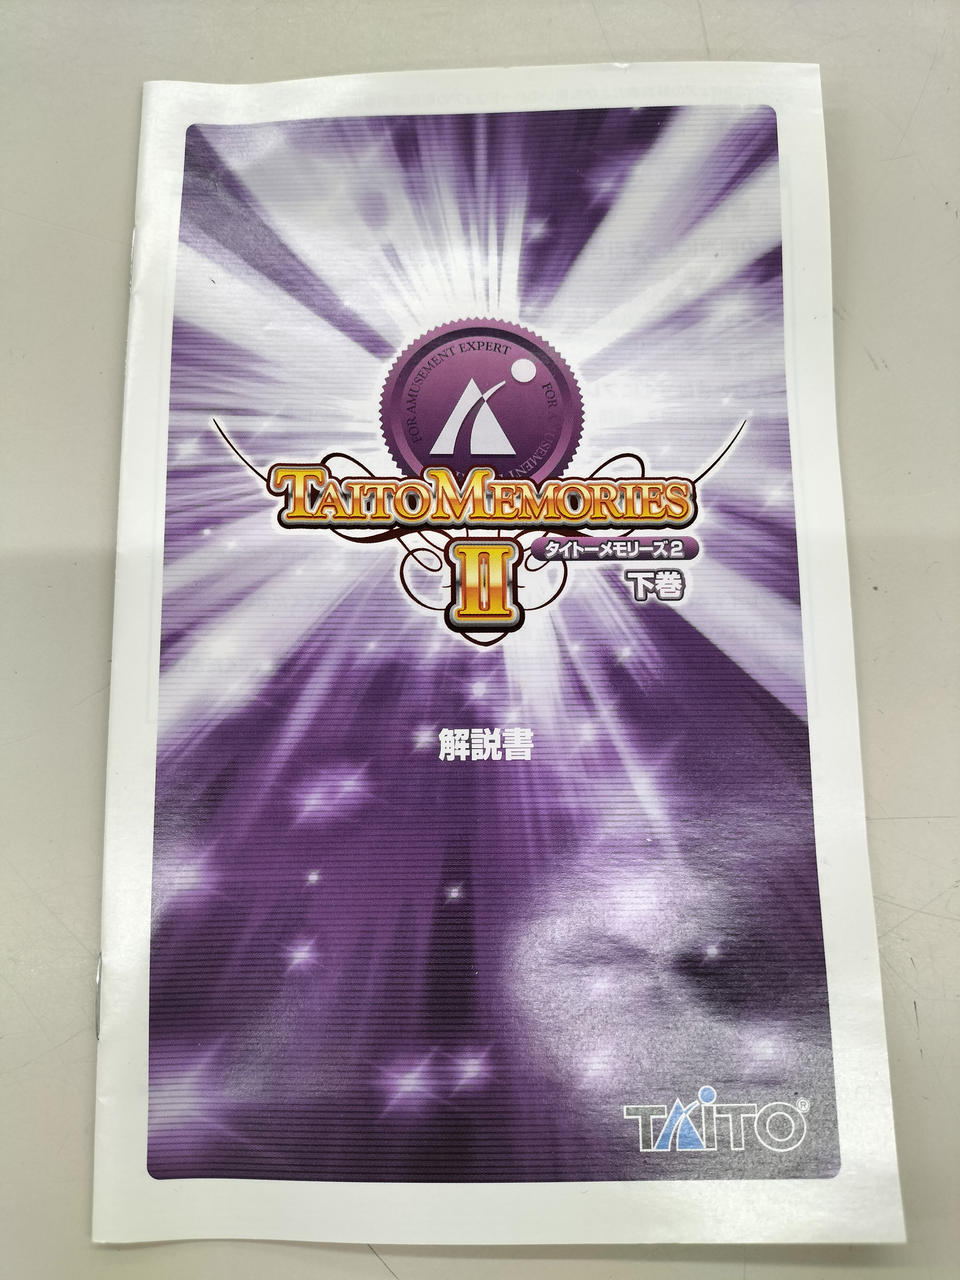 FOR AMUSEMENT EXPERT
FOR AMUSEMENT
TAITO MEMORIES
II
タイトーメモリーズ2
下巻
解説書
TAITO®